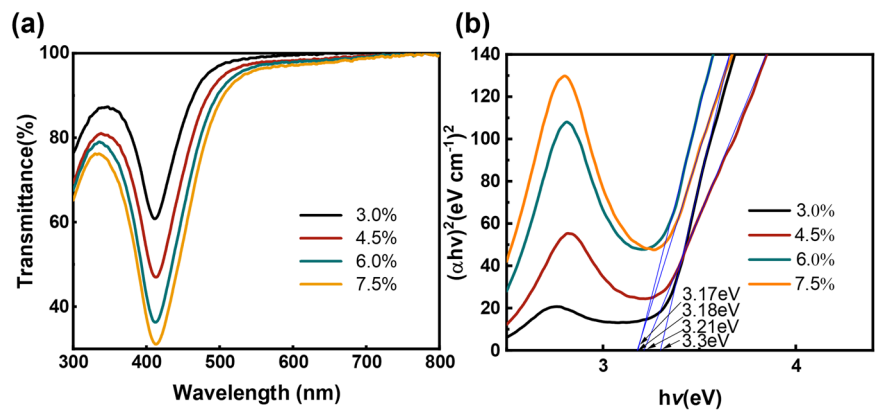 (a)
Transmittance(%)
100
80
60
40
300 400 500 600 700 800
Wavelength (nm)
3.0%
4.5%
6.0%
7.5%
(b)
(αhν)²(eV cm⁻¹)²
140
120
100
80
60
40
20
0
3 4
hν(eV)
3.0%
4.5%
6.0%
7.5%
3.17eV
3.18eV
3.21eV
3.3eV